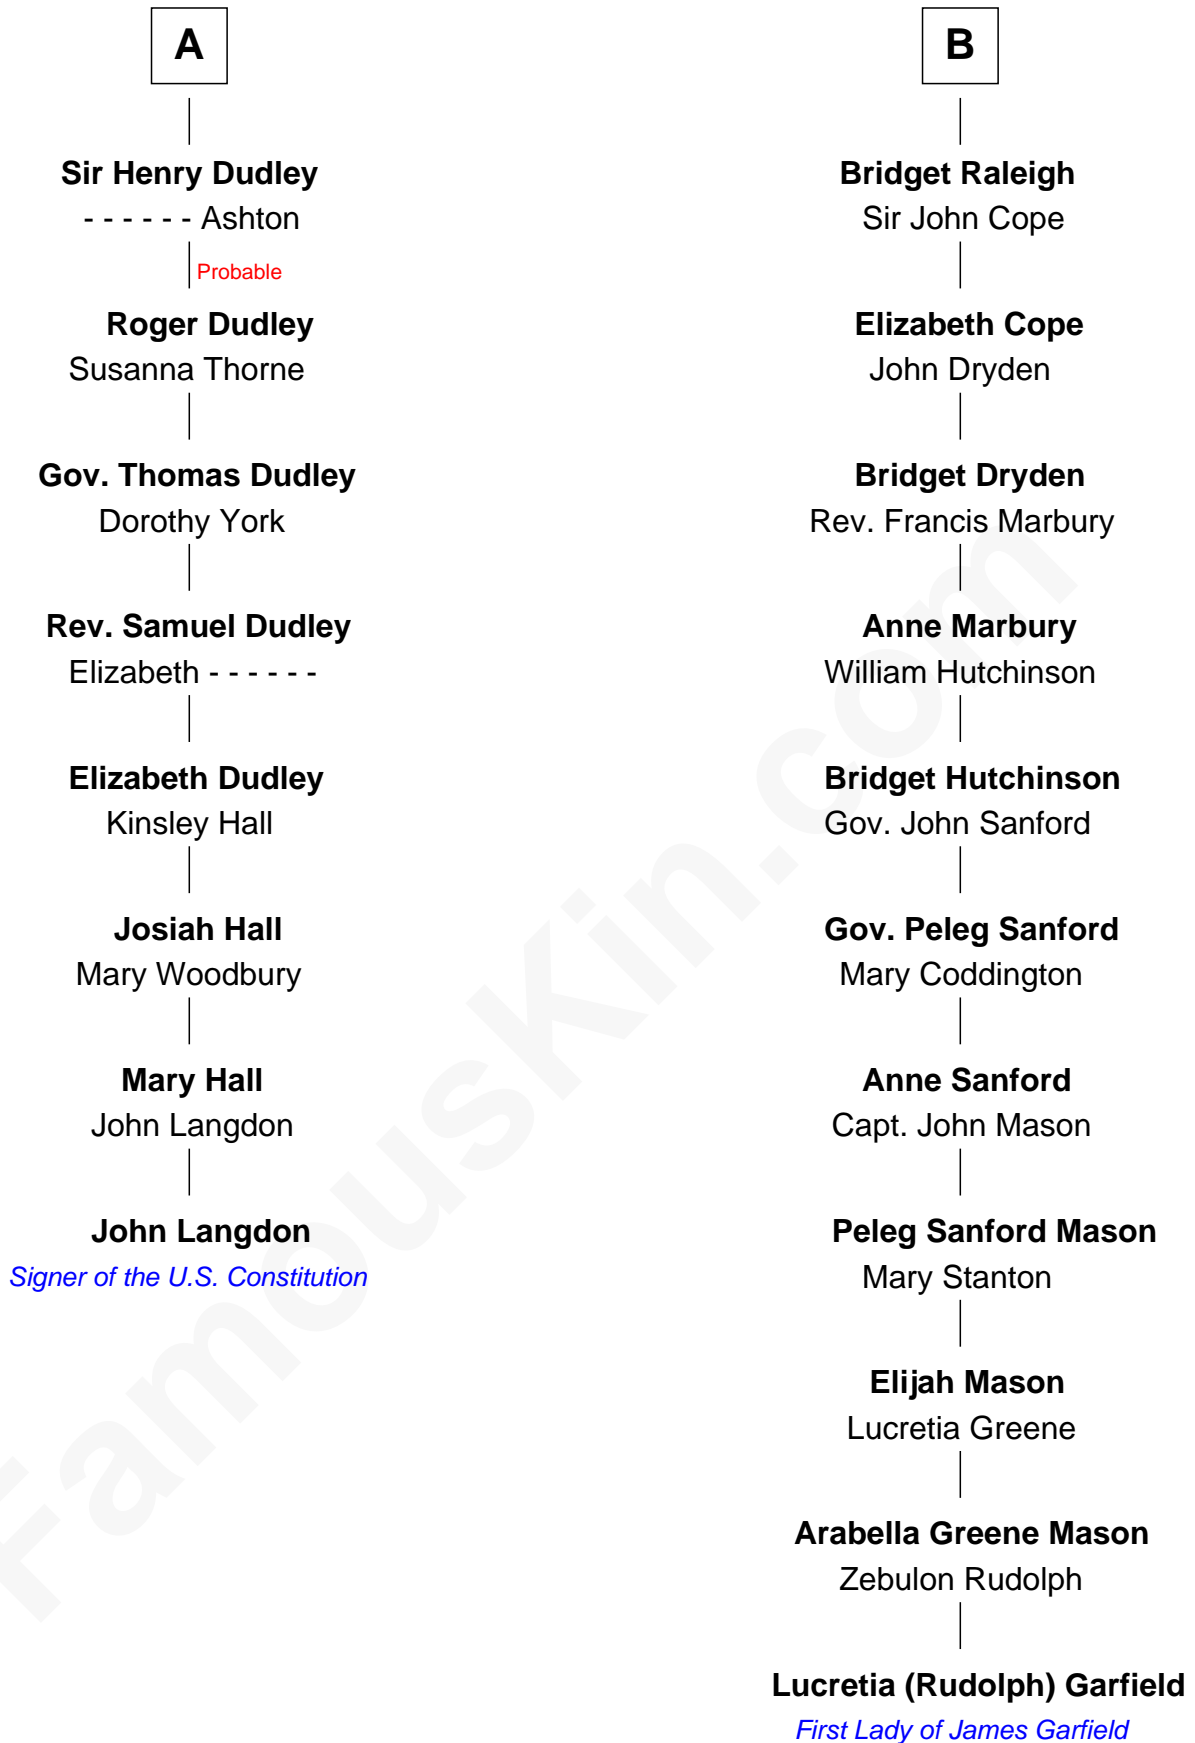 A
Sir Henry Dudley
- - - - - - Ashton
Probable
Roger Dudley
Susanna Thorne
Gov. Thomas Dudley
Dorothy York
Rev. Samuel Dudley
Elizabeth - - - - - -
Elizabeth Dudley
Kinsley Hall
Josiah Hall
Mary Woodbury
Mary Hall
John Langdon
John Langdon
Signer of the U.S. Constitution
B
Bridget Raleigh
Sir John Cope
Elizabeth Cope
John Dryden
Bridget Dryden
Rev. Francis Marbury
Anne Marbury
William Hutchinson
Bridget Hutchinson
Gov. John Sanford
Gov. Peleg Sanford
Mary Coddington
Anne Sanford
Capt. John Mason
Peleg Sanford Mason
Mary Stanton
Elijah Mason
Lucretia Greene
Arabella Greene Mason
Zebulon Rudolph
Lucretia (Rudolph) Garfield
First Lady of James Garfield
FamousKin.com